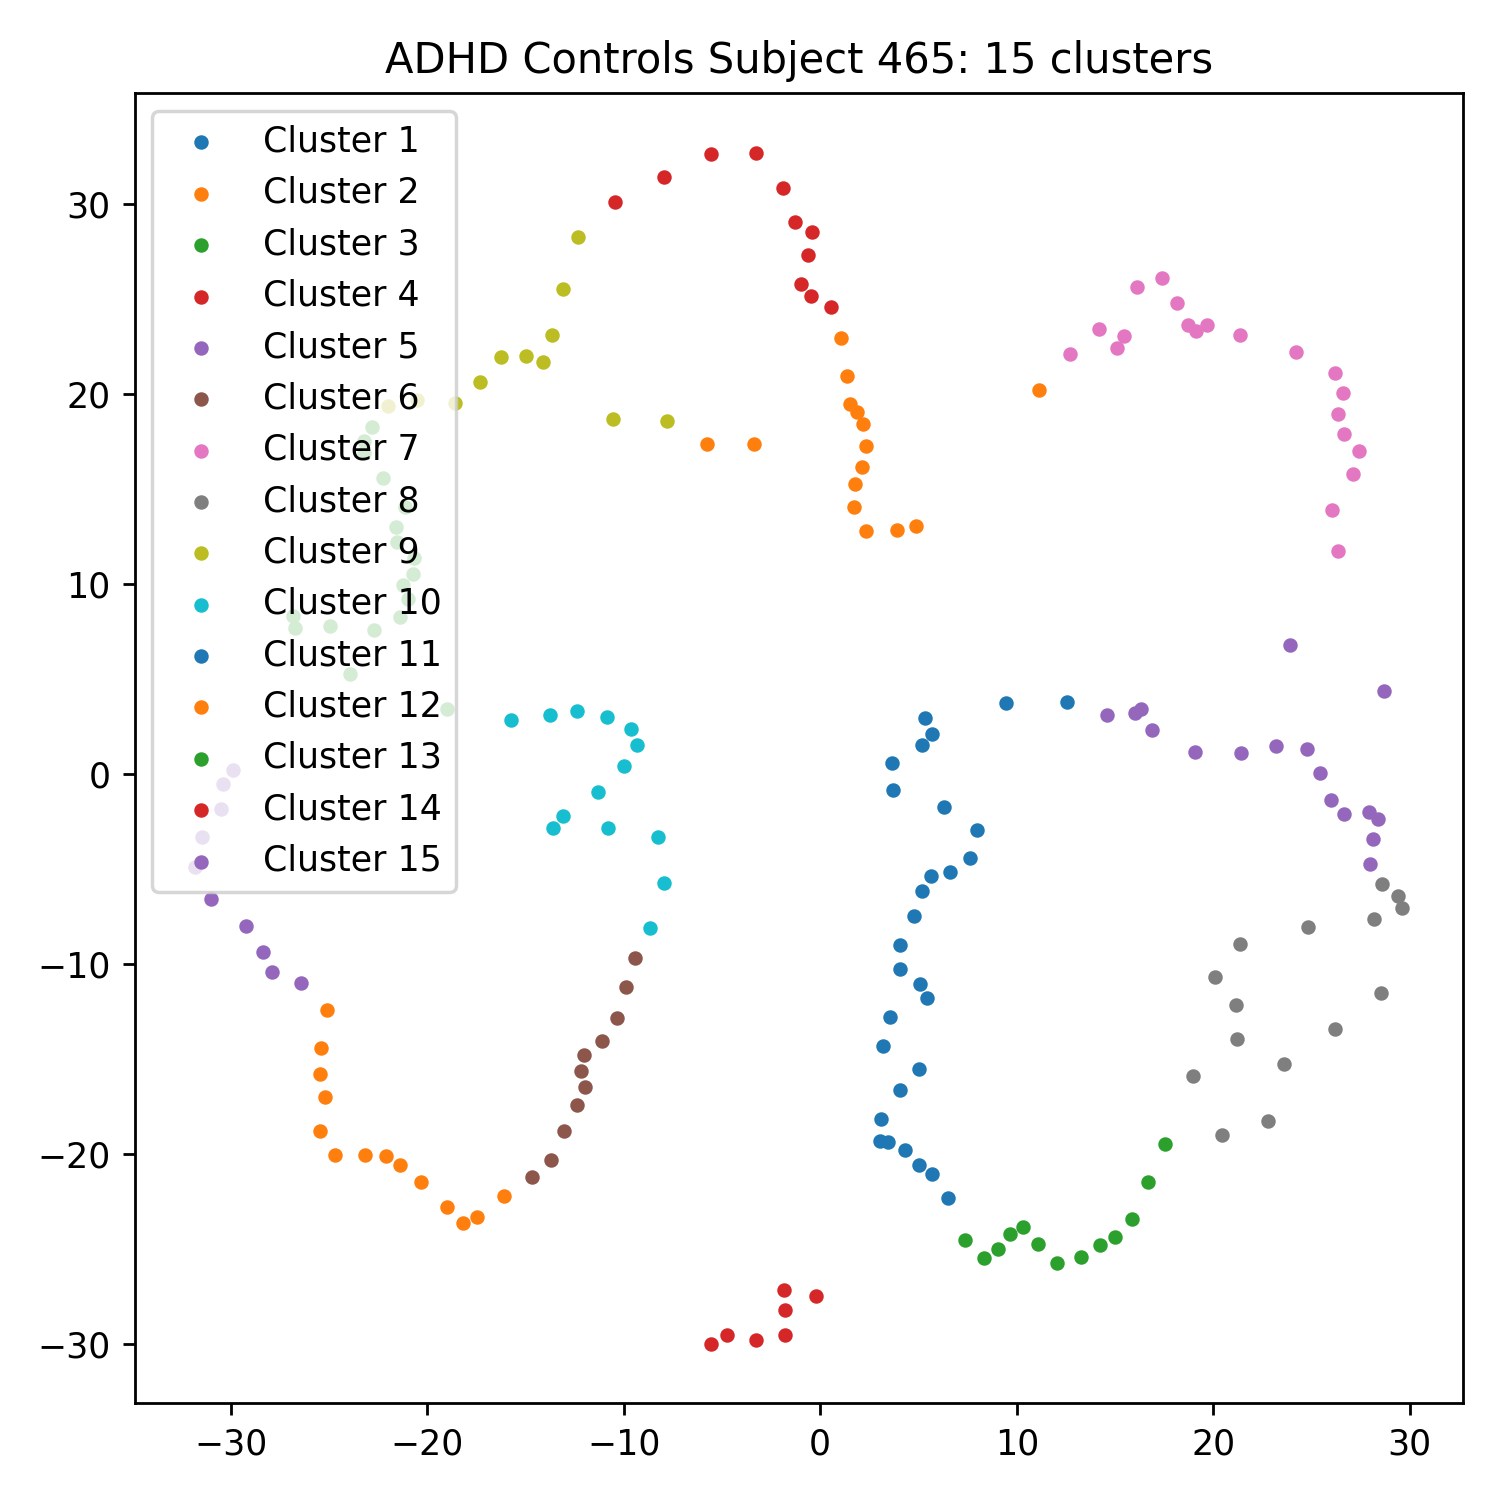 ADHD Controls Subject 465: 15 clusters
Cluster 1
Cluster 2
Cluster 3
Cluster 4
Cluster 5
Cluster 6
Cluster 7
Cluster 8
Cluster 9
Cluster 10
Cluster 11
Cluster 12
Cluster 13
Cluster 14
Cluster 15
30
20
10
0
−10
−20
−30
−30 −20 −10 0 10 20 30